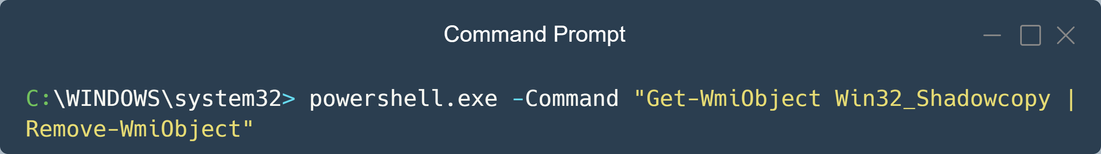 Command Prompt
C:\WINDOWS\system32> powershell.exe -Command "Get-WmiObject Win32_Shadowcopy |
Remove-WmiObject"